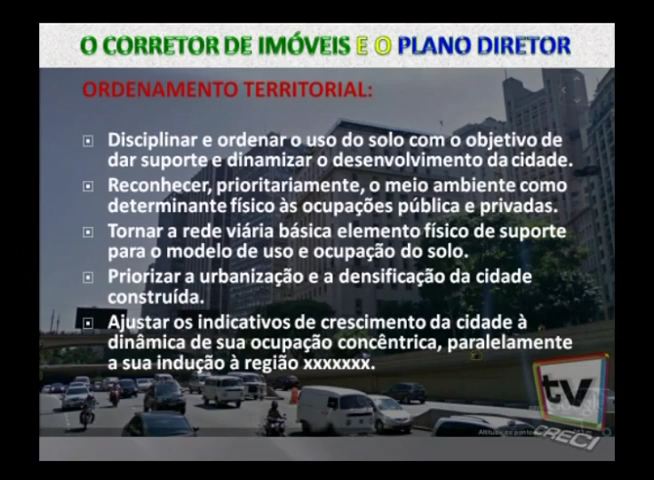 O CORRETOR DE IMÓVEIS E O PLANO DIRETOR
ORDENAMENTO TERRITORIAL:
Disciplinar e ordenar o uso do solo com o objetivo de
dar suporte e dinamizar o desenvolvimento da cidade.
Reconhecer, prioritariamente, o meio ambiente como
determinante físico às ocupações pública e privadas.
Tornar a rede viária básica elemento físico de suporte
para o modelo de uso e ocupação do solo.
Priorizar a urbanização e a densificação da cidade
construída.
Ajustar os indicativos de crescimento da cidade à
dinâmica de sua ocupação concêntrica, paralelamente
a sua indução à região xxxxxxx.
tv
CRECI